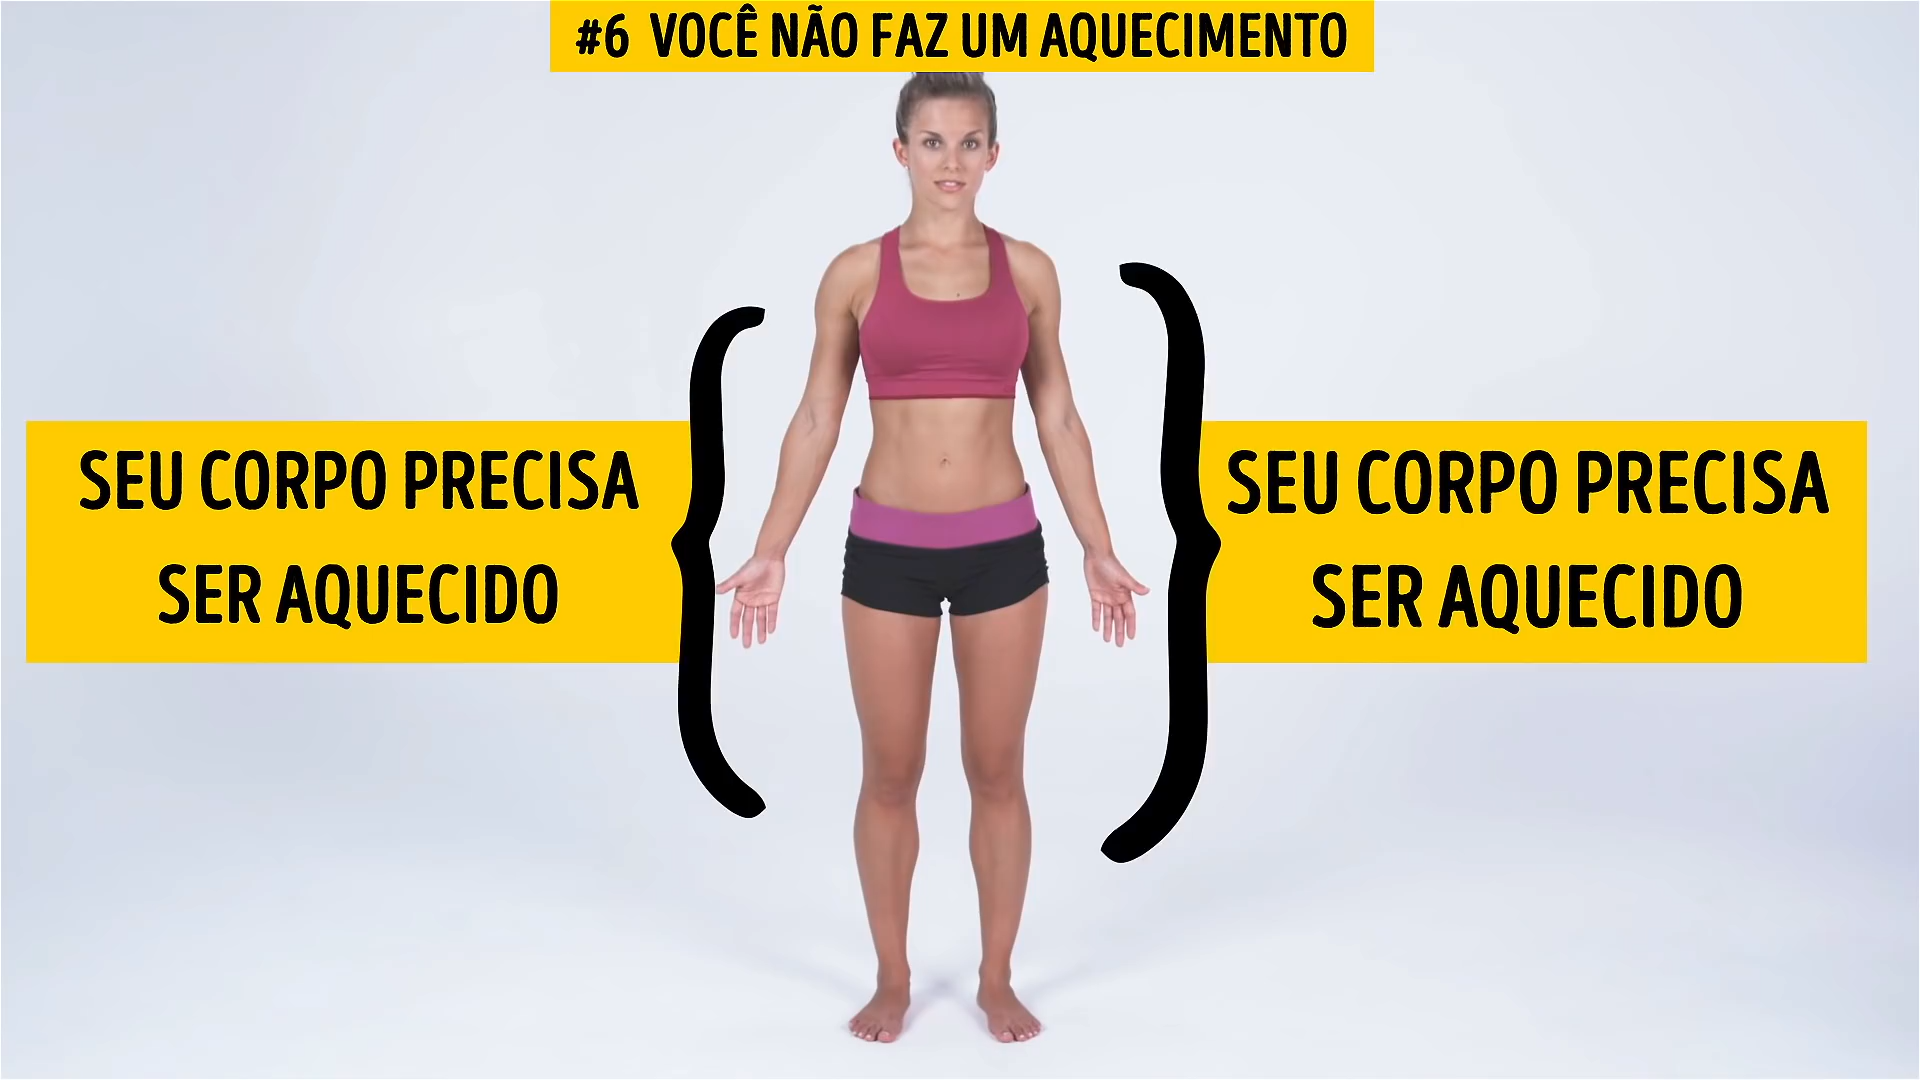 #6 VOCÊ NÃO FAZ UM AQUECIMENTO
SEU CORPO PRECISA
SER AQUECIDO
SEU CORPO PRECISA
SER AQUECIDO